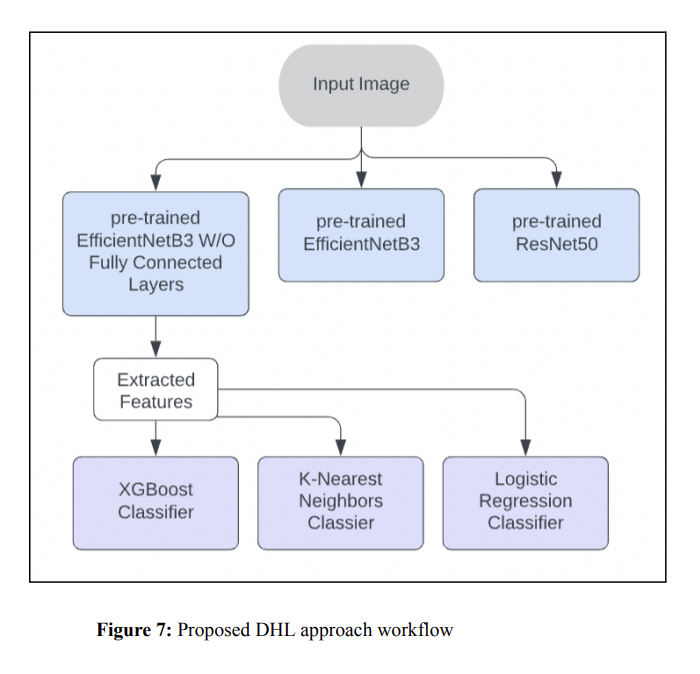 Input Image
pre-trained
EfficientNetB3 W/O
Fully Connected
Layers
pre-trained
EfficientNetB3
pre-trained
ResNet50
Extracted
Features
XGBoost
Classifier
K-Nearest
Neighbors
Classier
Logistic
Regression
Classifier
Figure 7: Proposed DHL approach workflow